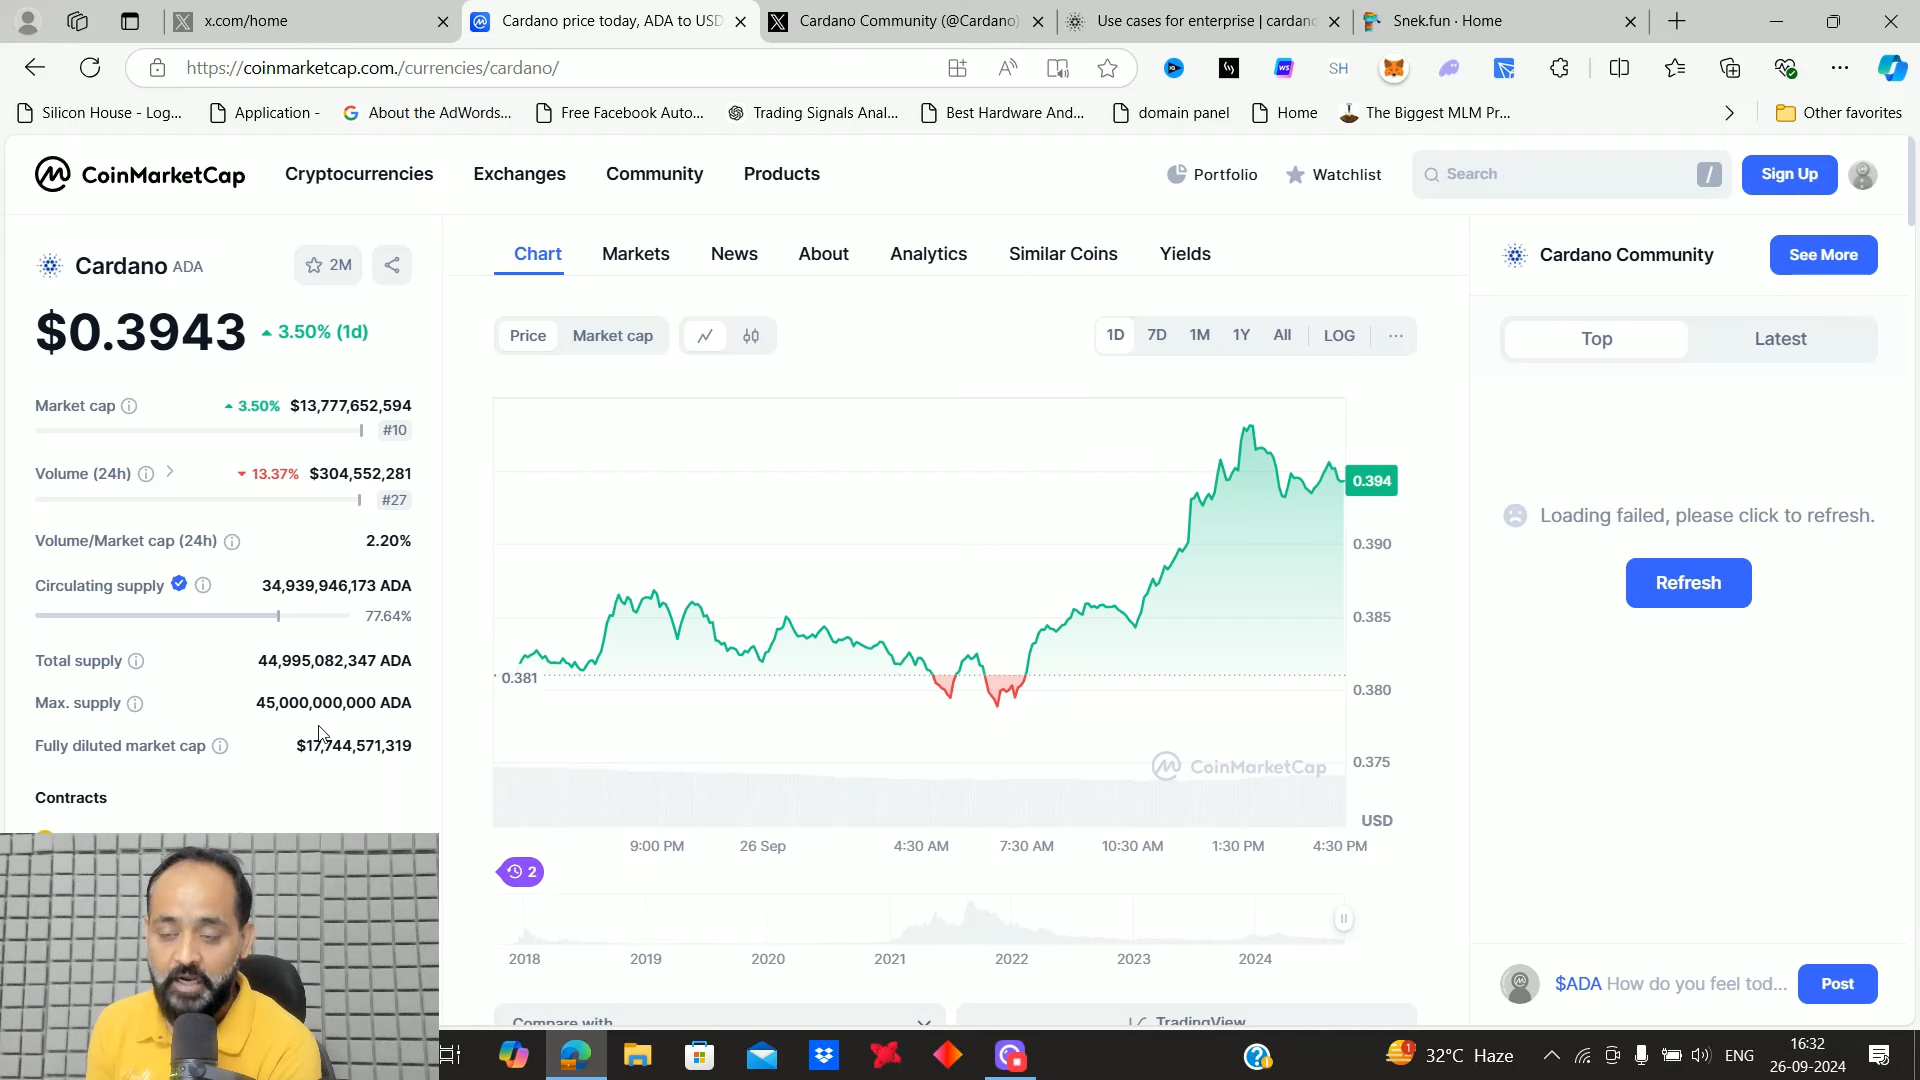 x.com/home
Cardano price today, ADA to USD
Cardano Community (@Cardano)
Use cases for enterprise | cardano
Snek.fun · Home
https://coinmarketcap.com./currencies/cardano/
SH
Silicon House - Log...
Application -
About the AdWords...
Free Facebook Auto...
Trading Signals Anal...
Best Hardware And...
domain panel
Home
The Biggest MLM Pr...
Other favorites
CoinMarketCap
Cryptocurrencies
Exchanges
Community
Products
Portfolio
Watchlist
Search
/
Sign Up
Cardano ADA
2M
$0.3943
3.50% (1d)
Market cap
3.50% $13,777,652,594
#10
Volume (24h)
13.37% $304,552,281
#27
Volume/Market cap (24h)
2.20%
Circulating supply
34,939,946,173 ADA
77.64%
Total supply
44,995,082,347 ADA
Max. supply
45,000,000,000 ADA
Fully diluted market cap
$17,744,571,319
Contracts
Chart
Markets
News
About
Analytics
Similar Coins
Yields
Price
Market cap
1D
7D
1M
1Y
All
LOG
0.394
0.390
0.385
0.381
0.380
0.375
CoinMarketCap
USD
9:00 PM
26 Sep
4:30 AM
7:30 AM
10:30 AM
1:30 PM
4:30 PM
2
2018
2019
2020
2021
2022
2023
2024
Compare with
TradingView
Cardano Community
See More
Top
Latest
Loading failed, please click to refresh.
Refresh
$ADA How do you feel tod...
Post
1
32°C Haze
ENG
16:32
26-09-2024